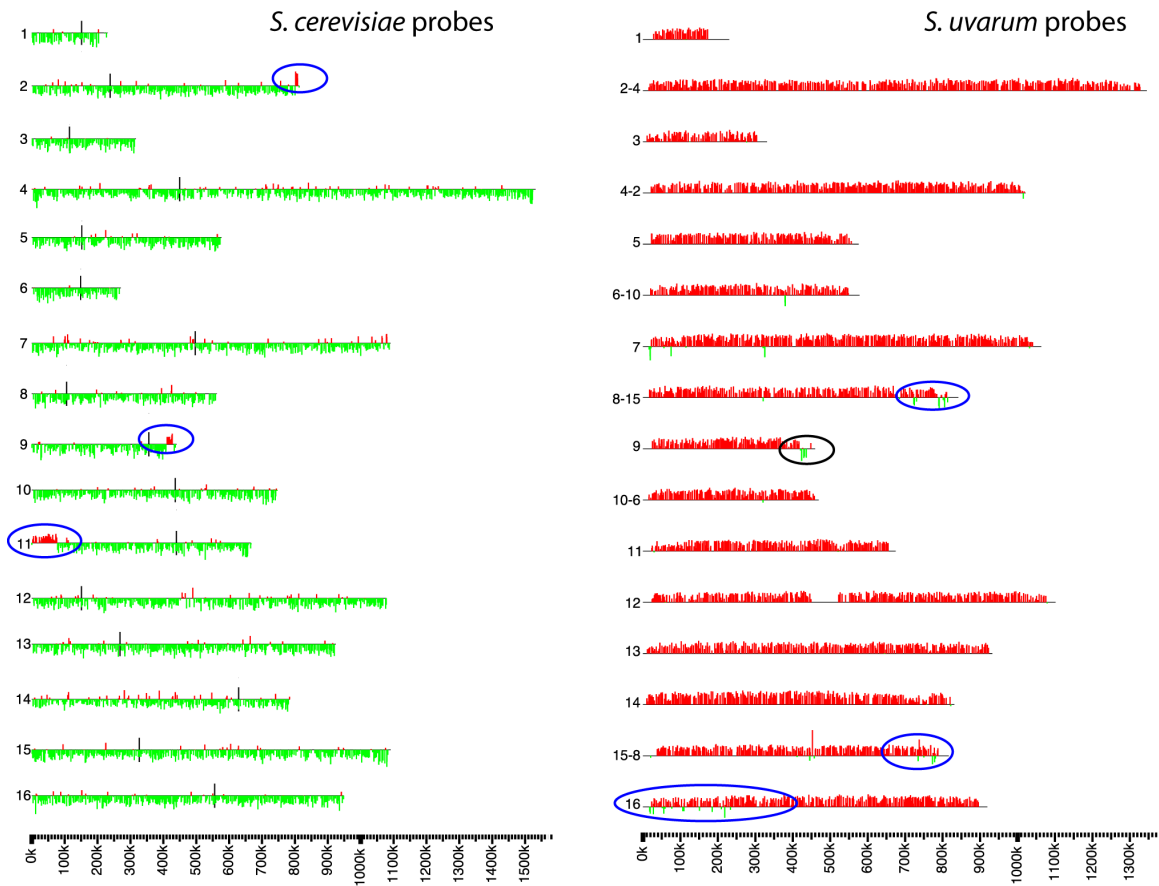 S. cerevisiae probes
1
2
3
4
5
6
7
8
9
10
11
12
13
14
15
16
0k
100k
200k
300k
400k
500k
600k
700k
800k
900k
1000k
1100k
1200k
1300k
1400k
1500k
S. uvarum probes
1
2-4
3
4-2
5
6-10
7
8-15
9
10-6
11
12
13
14
15-8
16
0k
100k
200k
300k
400k
500k
600k
700k
800k
900k
1000k
1100k
1200k
1300k